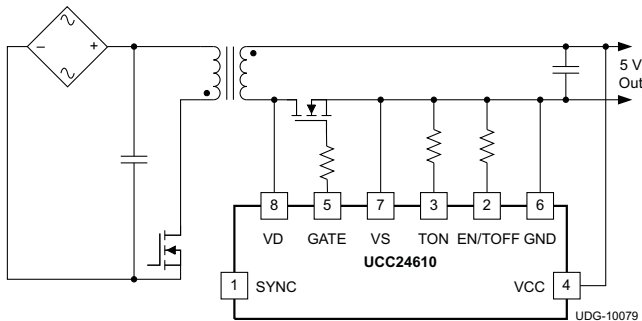 −
+
5 V
Out
8
5
7
3
2
6
VD
GATE
VS
TON
EN/TOFF
GND
UCC24610
1
SYNC
VCC
4
UDG-10079